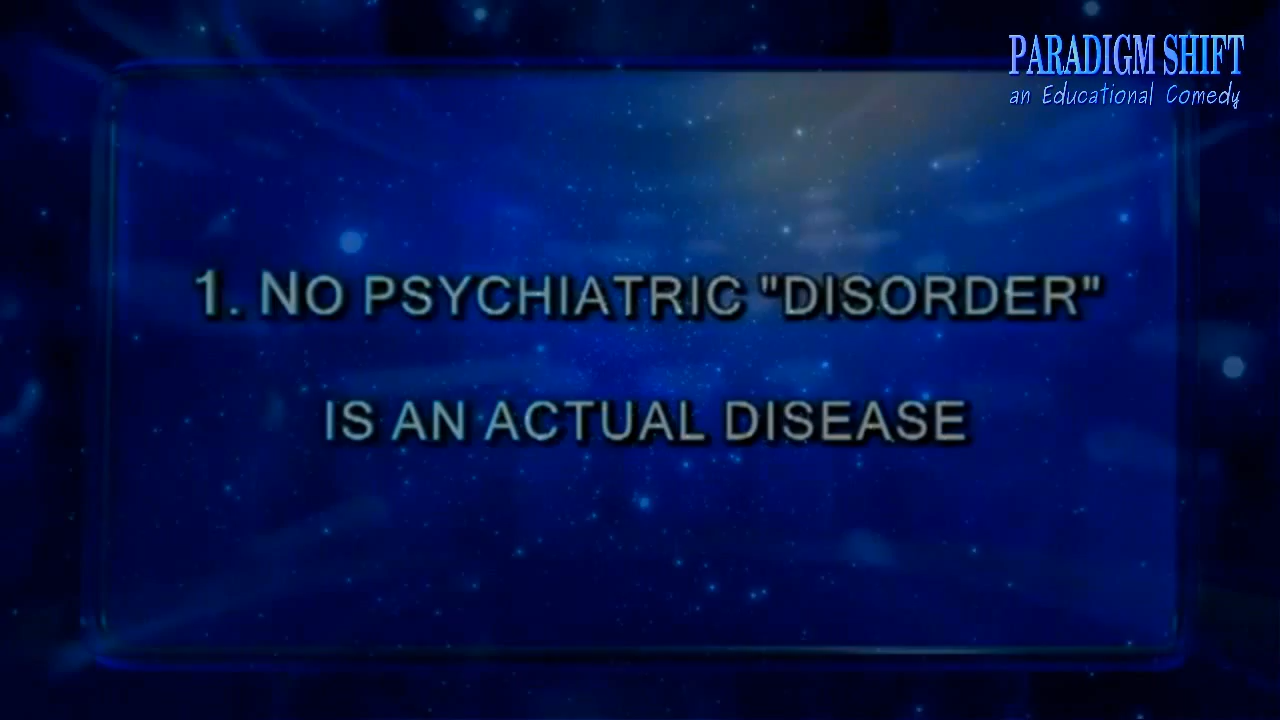 PARADIGM SHIFT
an Educational Comedy
1. NO PSYCHIATRIC "DISORDER"
IS AN ACTUAL DISEASE